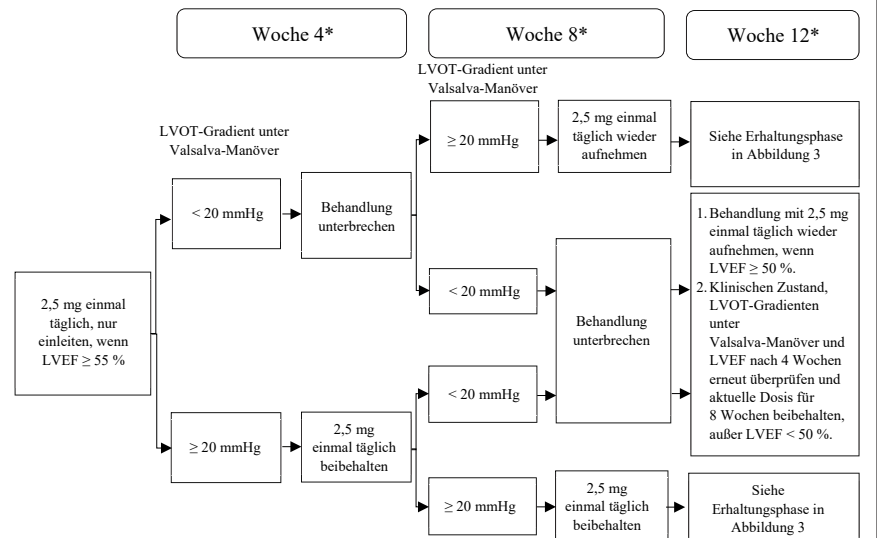 Woche 4*
Woche 8*
Woche 12*
LVOT-Gradient unter
Valsalva-Manöver
LVOT-Gradient unter
Valsalva-Manöver
2,5 mg einmal
täglich, nur
einleiten, wenn
LVEF ≥ 55 %
< 20 mmHg
Behandlung
unterbrechen
≥ 20 mmHg
2,5 mg
einmal täglich
beibehalten
≥ 20 mmHg
2,5 mg einmal
täglich wieder
aufnehmen
< 20 mmHg
Behandlung
unterbrechen
< 20 mmHg
≥ 20 mmHg
2,5 mg
einmal täglich
beibehalten
Siehe Erhaltungsphase
in Abbildung 3
1. Behandlung mit 2,5 mg
einmal täglich wieder
aufnehmen, wenn
LVEF ≥ 50 %.
2. Klinischen Zustand,
LVOT-Gradienten
unter
Valsalva-Manöver und
LVEF nach 4 Wochen
erneut überprüfen und
aktuelle Dosis für
8 Wochen beibehalten,
außer LVEF < 50 %.
Siehe
Erhaltungsphase in
Abbildung 3